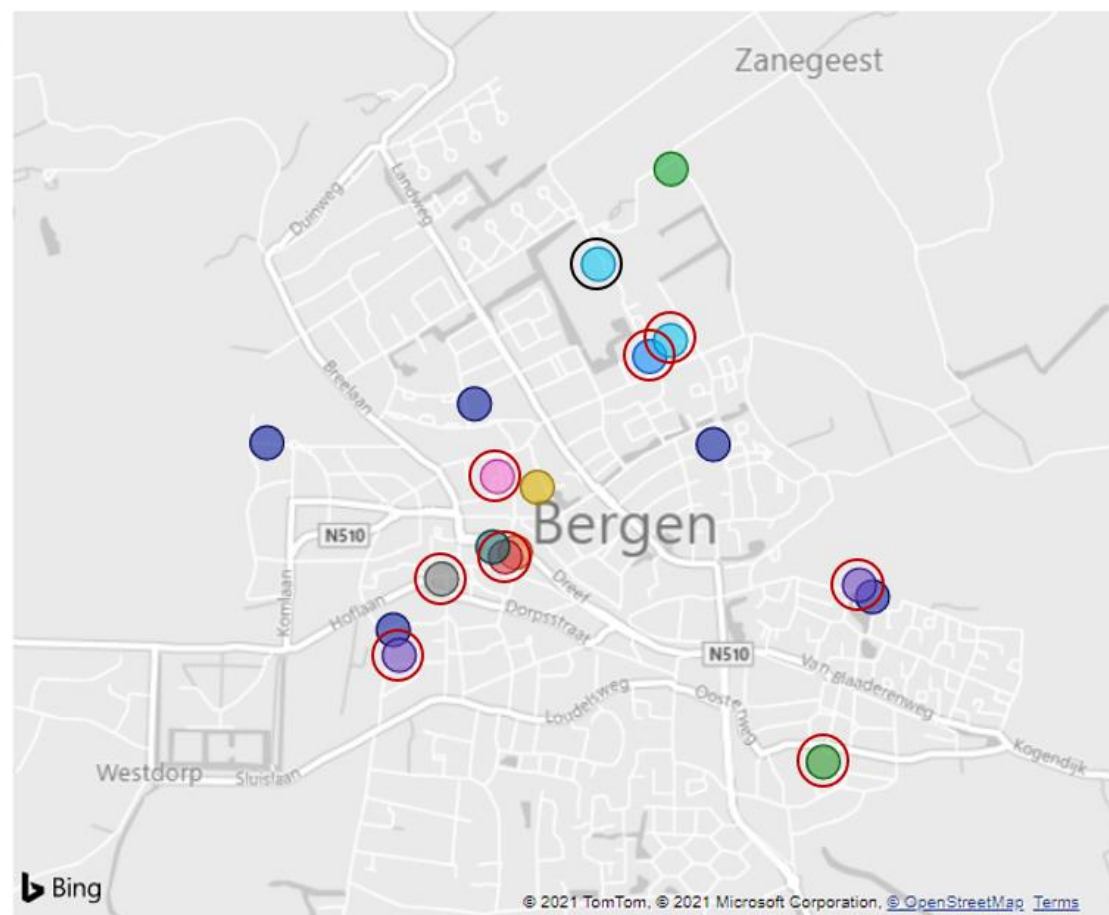 Zanegeest
Duinweg
Landweg
Breelaan
Bergen
N510
Komlaan
Hoflaan
Dreef
Dorpsstraat
N510
Van Blaaderenweg
Loudelsweg
Oosterweg
Kogendijk
Westdorp
Sluislaan
Bing
© 2021 TomTom, © 2021 Microsoft Corporation, © OpenStreetMap Terms